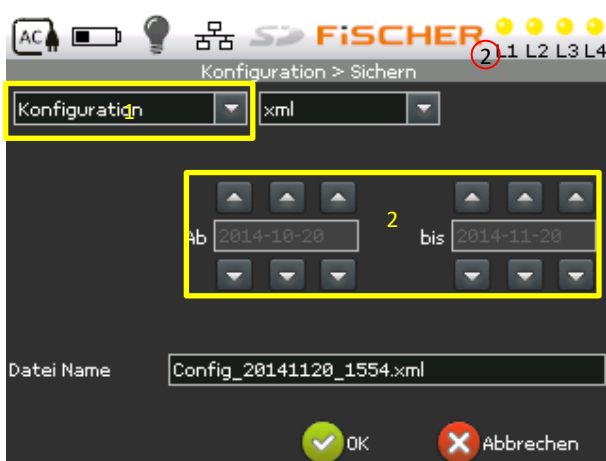 AC SD FiSCHER
2 L1 L2 L3 L4
Konfiguration > Sichern
Konfiguration 1 xml
Ab 2014-10-20 2 bis 2014-11-20
Datei Name Config_20141120_1554.xml
OK Abbrechen